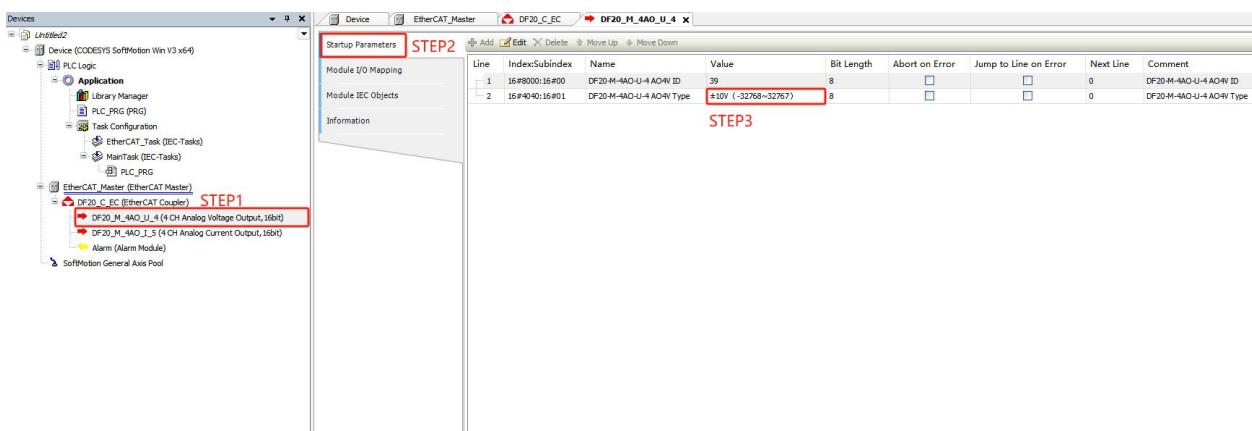 Devices
Untitled2
Device (CODESYS SoftMotion Win V3 x64)
PLC Logic
Application
Library Manager
PLC_PRG (PRG)
Task Configuration
EtherCAT_Task (IEC-Tasks)
MainTask (IEC-Tasks)
PLC_PRG
EtherCAT_Master (EtherCAT Master)
DF20_C_EC (EtherCAT Coupler) STEP1
DF20_M_4AO_U_4 (4 CH Analog Voltage Output,16bit)
DF20_M_4AO_I_5 (4 CH Analog Current Output,16bit)
Alarm (Alarm Module)
SoftMotion General Axis Pool
Device EtherCAT_Master DF20_C_EC DF20_M_4AO_U_4 x
Startup Parameters STEP2
Module I/O Mapping
Module IEC Objects
Information
Add Edit Delete Move Up Move Down
Line Index:Subindex Name Value Bit Length Abort on Error Jump to Line on Error Next Line Comment
1 16#8000:16#00 DF20-M-4AO-U-4 AO4V ID 39 8 0 DF20-M-4AO-U-4 AO4V ID
2 16#4040:16#01 DF20-M-4AO-U-4 AO4V Type ±10V (-32768~32767) 8 0 DF20-M-4AO-U-4 AO4V Type
STEP3